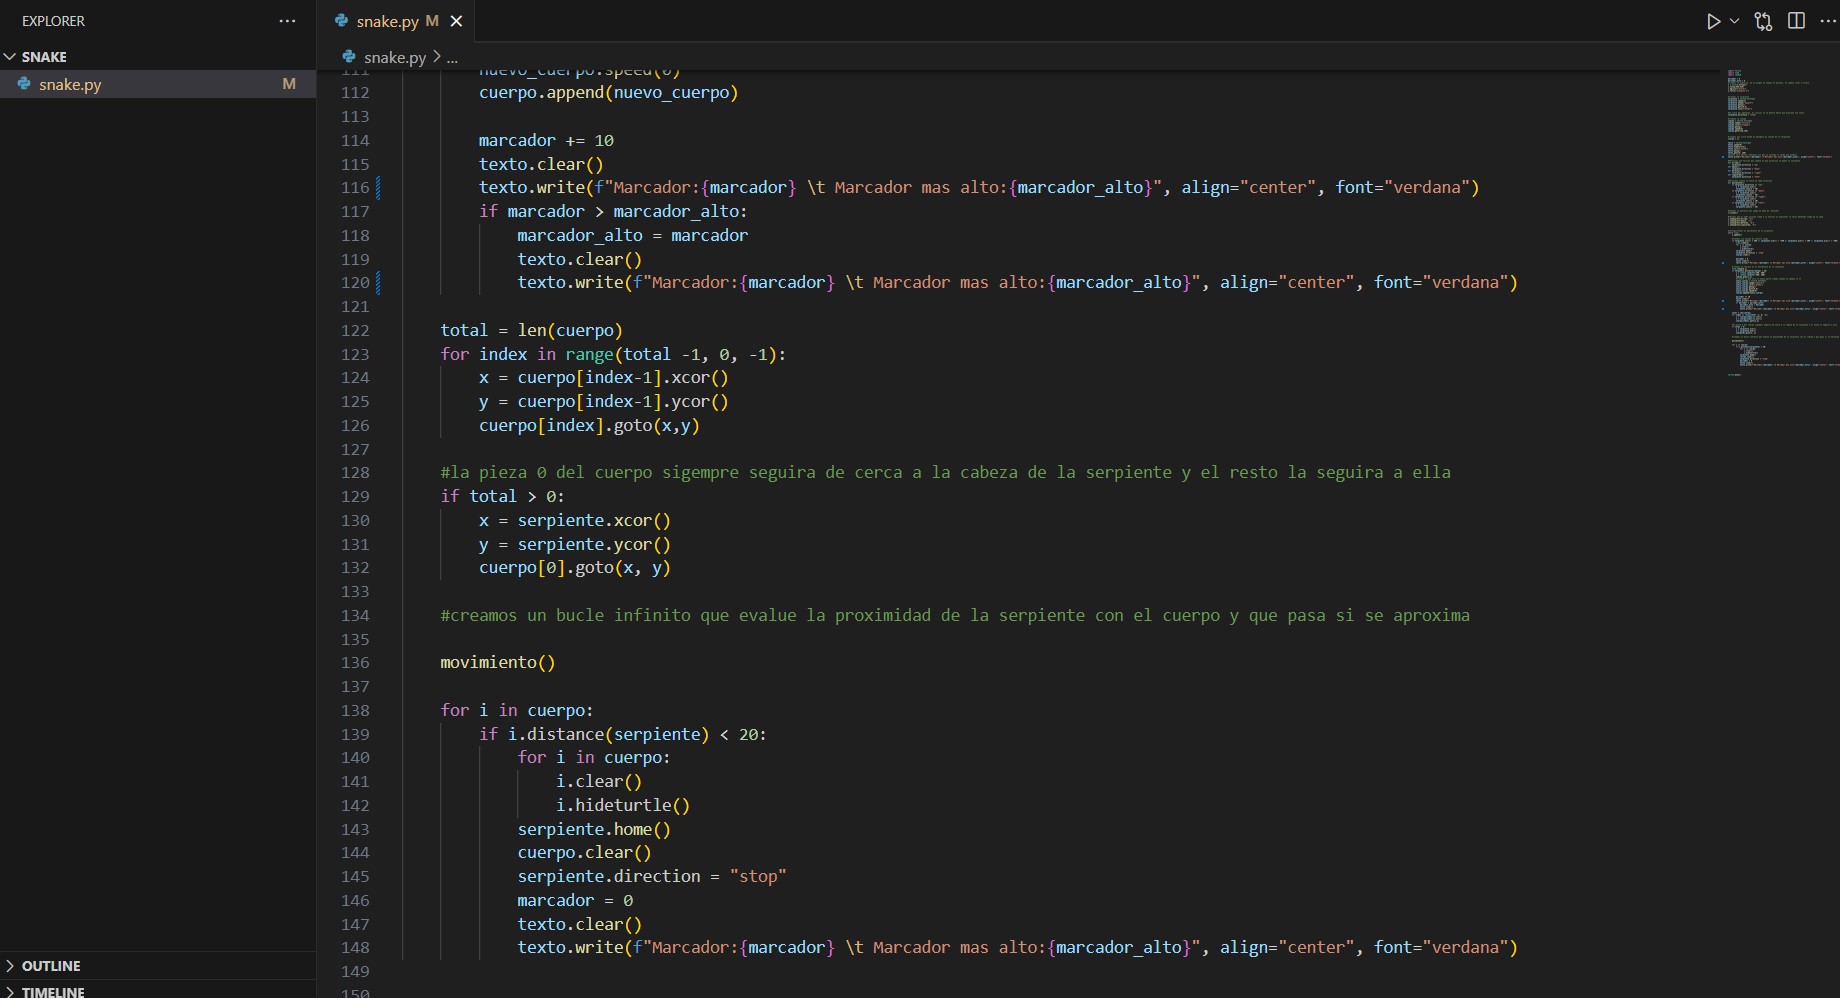 EXPLORER
SNAKE
snake.py M
OUTLINE
TIMELINE
snake.py M
snake.py > ...
111 nuevo_cuerpo.speed(0)
112 cuerpo.append(nuevo_cuerpo)
113
114 marcador += 10
115 texto.clear()
116 texto.write(f"Marcador:{marcador} \t Marcador mas alto:{marcador_alto}", align="center", font="verdana")
117 if marcador > marcador_alto:
118 marcador_alto = marcador
119 texto.clear()
120 texto.write(f"Marcador:{marcador} \t Marcador mas alto:{marcador_alto}", align="center", font="verdana")
121
122 total = len(cuerpo)
123 for index in range(total -1, 0, -1):
124 x = cuerpo[index-1].xcor()
125 y = cuerpo[index-1].ycor()
126 cuerpo[index].goto(x,y)
127
128 #la pieza 0 del cuerpo sigempre seguira de cerca a la cabeza de la serpiente y el resto la seguira a ella
129 if total > 0:
130 x = serpiente.xcor()
131 y = serpiente.ycor()
132 cuerpo[0].goto(x, y)
133
134 #creamos un bucle infinito que evalue la proximidad de la serpiente con el cuerpo y que pasa si se aproxima
135
136 movimiento()
137
138 for i in cuerpo:
139 if i.distance(serpiente) < 20:
140 for i in cuerpo:
141 i.clear()
142 i.hideturtle()
143 serpiente.home()
144 cuerpo.clear()
145 serpiente.direction = "stop"
146 marcador = 0
147 texto.clear()
148 texto.write(f"Marcador:{marcador} \t Marcador mas alto:{marcador_alto}", align="center", font="verdana")
149
150